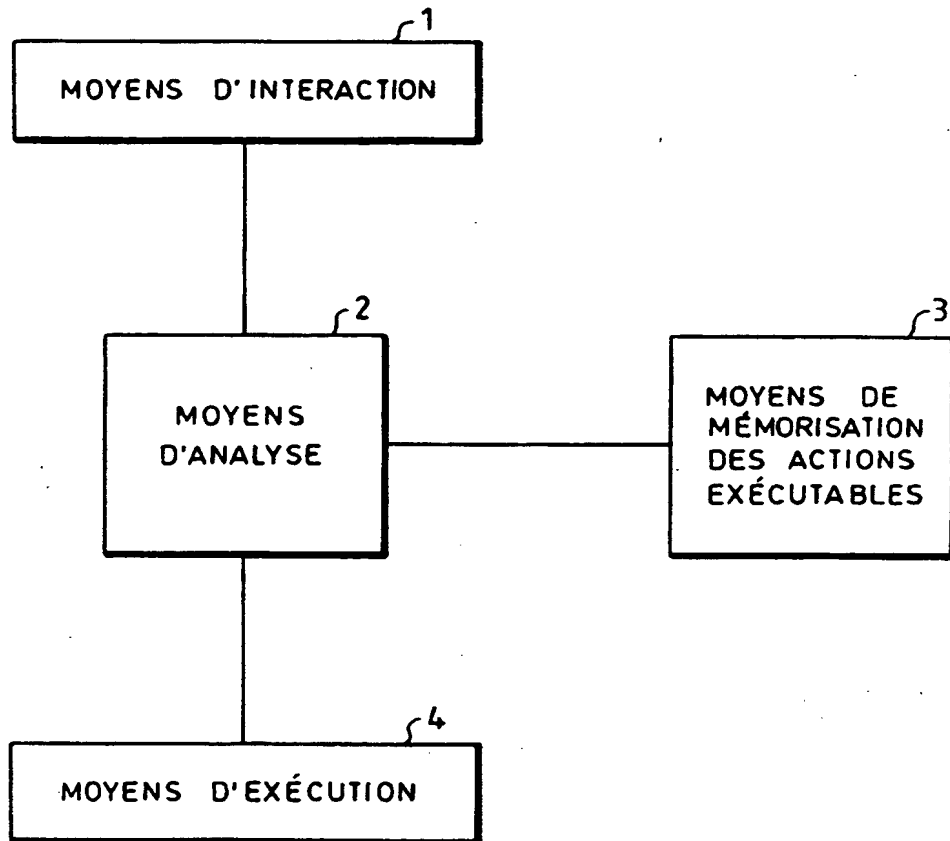 1
MOYENS D'INTERACTION
2
MOYENS
D'ANALYSE
3
MOYENS DE
MÉMORISATION
DES ACTIONS
EXÉCUTABLES
4
MOYENS D'EXÉCUTION